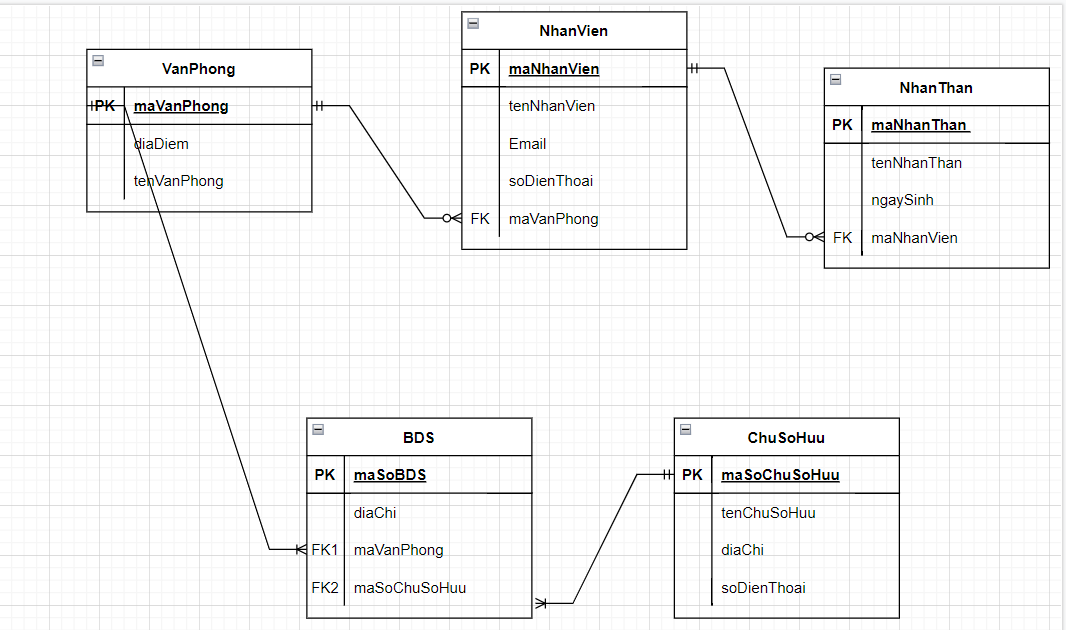 VanPhong
PK maVanPhong
diaDiem
tenVanPhong
NhanVien
PK maNhanVien
tenNhanVien
Email
soDienThoai
FK maVanPhong
NhanThan
PK maNhanThan
tenNhanThan
ngaySinh
FK maNhanVien
BDS
PK maSoBDS
diaChi
FK1 maVanPhong
FK2 maSoChuSoHuu
ChuSoHuu
PK maSoChuSoHuu
tenChuSoHuu
diaChi
soDienThoai